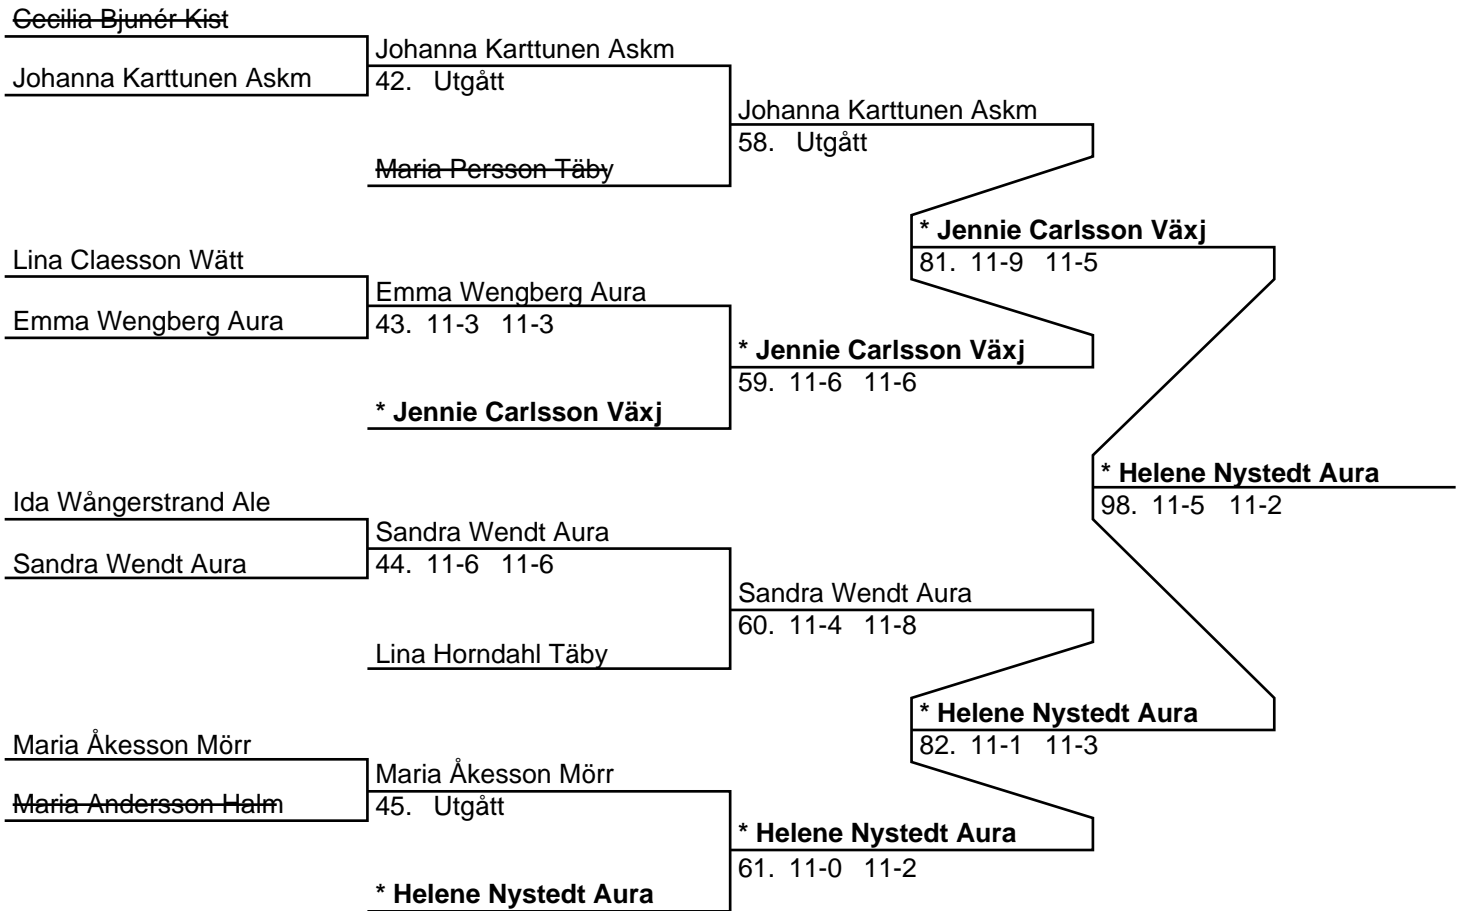 Cecilia Bjunér Kist
Johanna Karttunen Askm
Johanna Karttunen Askm
42. Utgått
Johanna Karttunen Askm
58. Utgått
Maria Persson Täby
* Jennie Carlsson Växj
81. 11-9 11-5
Lina Claesson Wätt
Emma Wengberg Aura
Emma Wengberg Aura
43. 11-3 11-3
* Jennie Carlsson Växj
59. 11-6 11-6
* Jennie Carlsson Växj
* Helene Nystedt Aura
98. 11-5 11-2
Ida Wångerstrand Ale
Sandra Wendt Aura
Sandra Wendt Aura
44. 11-6 11-6
Sandra Wendt Aura
60. 11-4 11-8
Lina Horndahl Täby
* Helene Nystedt Aura
82. 11-1 11-3
Maria Åkesson Mörr
Maria Åkesson Mörr
Maria Andersson Halm
45. Utgått
* Helene Nystedt Aura
61. 11-0 11-2
* Helene Nystedt Aura